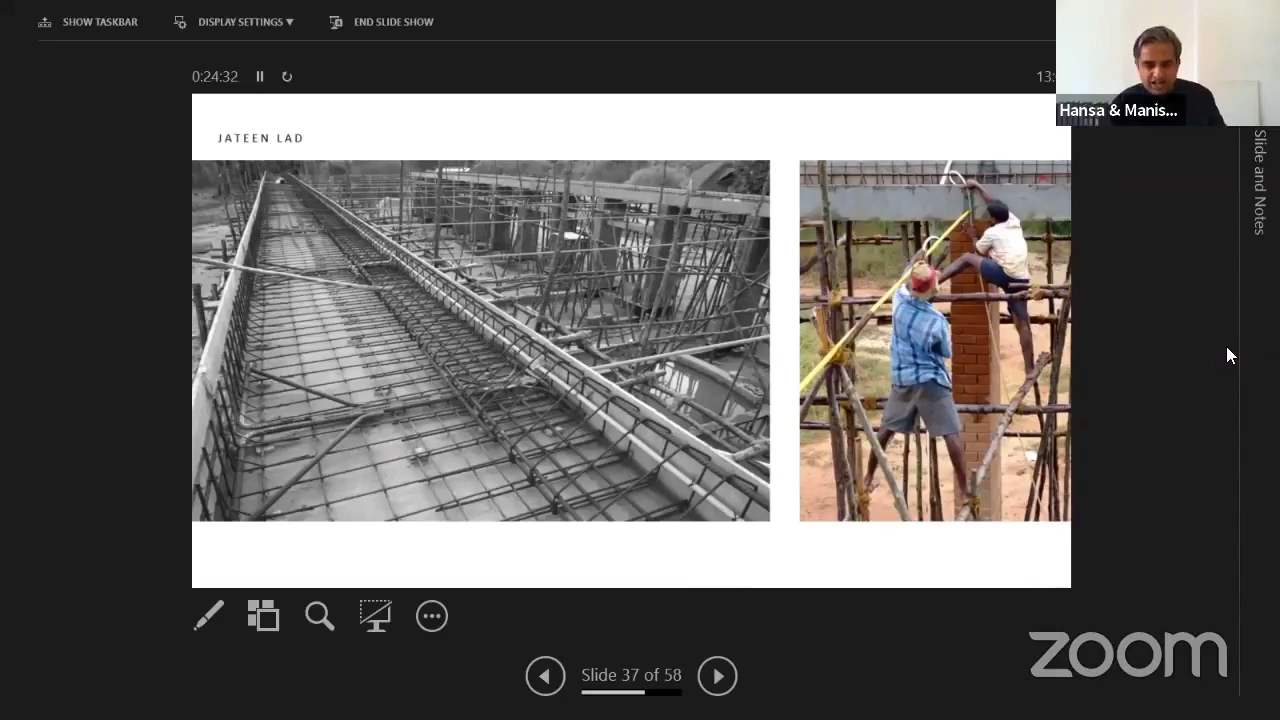 SHOW TASKBAR DISPLAY SETTINGS ▼ END SLIDE SHOW
0:24:32 13:
Hansa & Manis...
JATEEN LAD
Slide and Notes
Slide 37 of 58
zoom